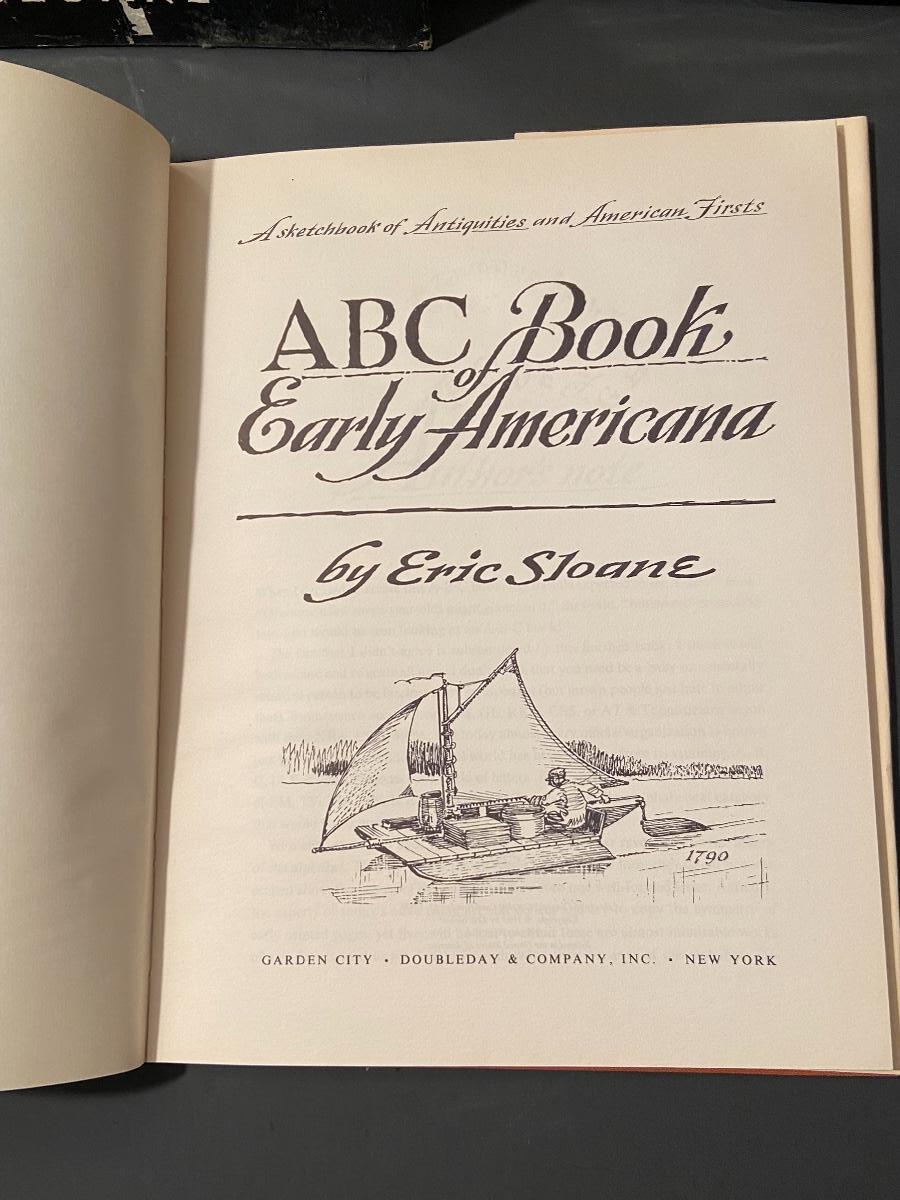 A sketchbook of Antiquities and American Firsts
ABC Book
of
Early Americana
by Eric Sloane
1790
GARDEN CITY • DOUBLEDAY & COMPANY, INC. • NEW YORK